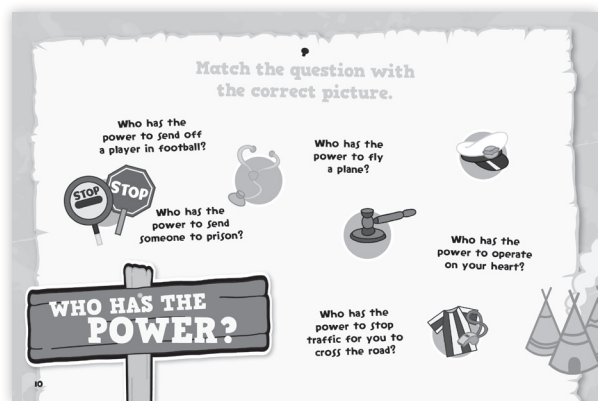 ?
Match the question with
the correct picture.
Who has the
power to send off
a player in football?
Who has the
power to fly
a plane?
STOP
STOP
Who has the
power to send
someone to prison?
Who has the
power to operate
on your heart?
WHO HAS THE
POWER?
Who has the
power to stop
traffic for you to
cross the road?
10